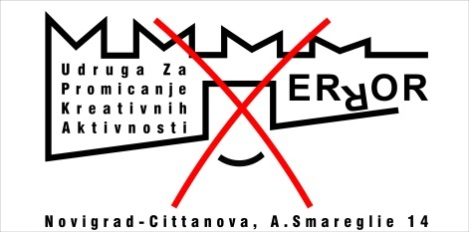 Udruga Za
Promicanje
Kreativnih
Aktivnosti
ERROR
Novigrad-Cittanova, A.Smareglie 14